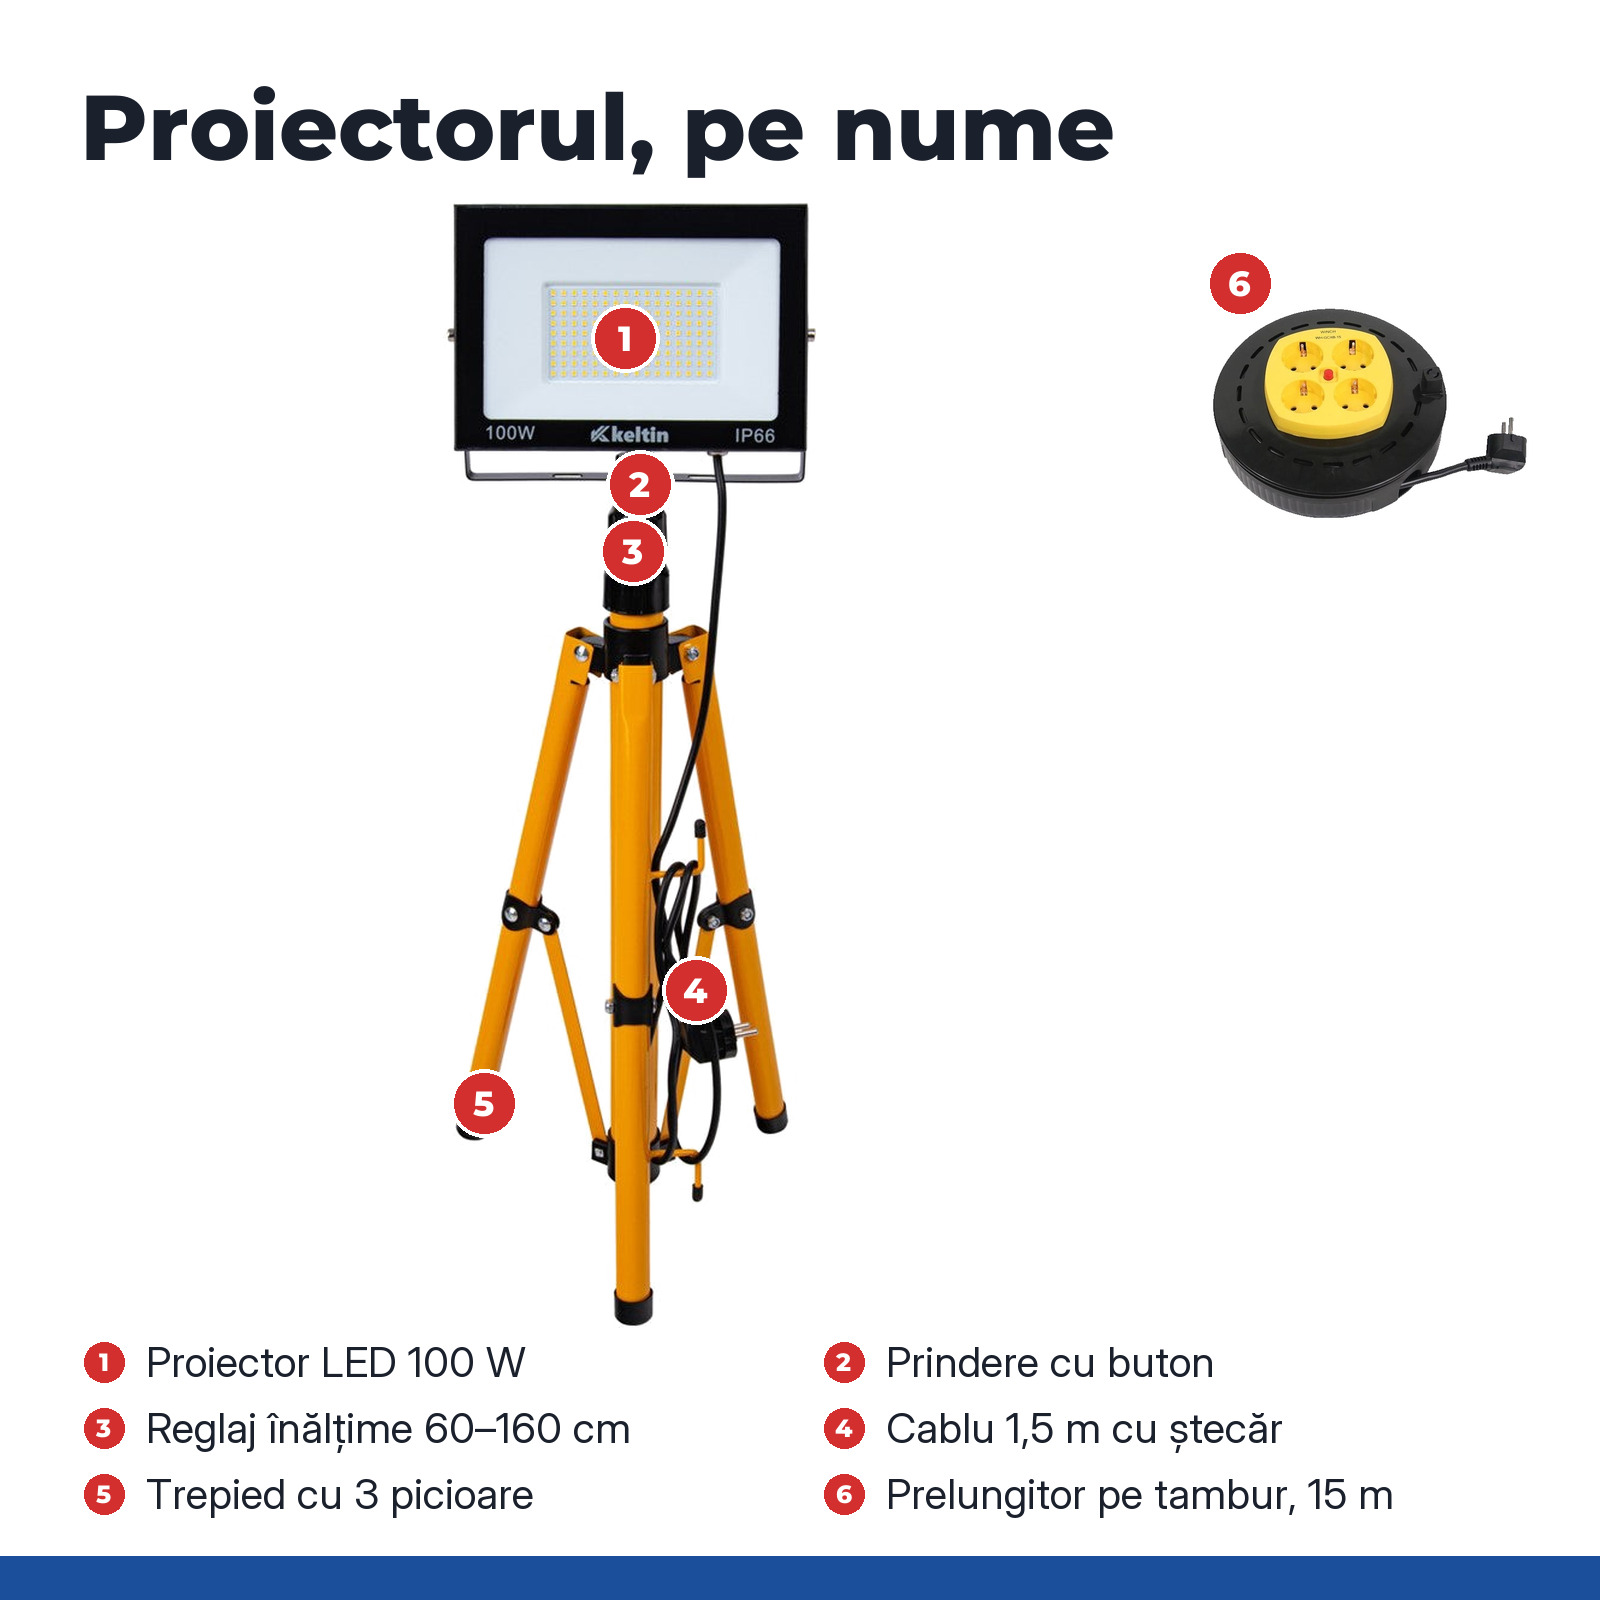 Proiectorul, pe nume
6
1
100W keltin IP66
2
3
4
5
1 Proiector LED 100 W
2 Prindere cu buton
3 Reglaj înălțime 60–160 cm
4 Cablu 1,5 m cu ștecăr
5 Trepied cu 3 picioare
6 Prelungitor pe tambur, 15 m